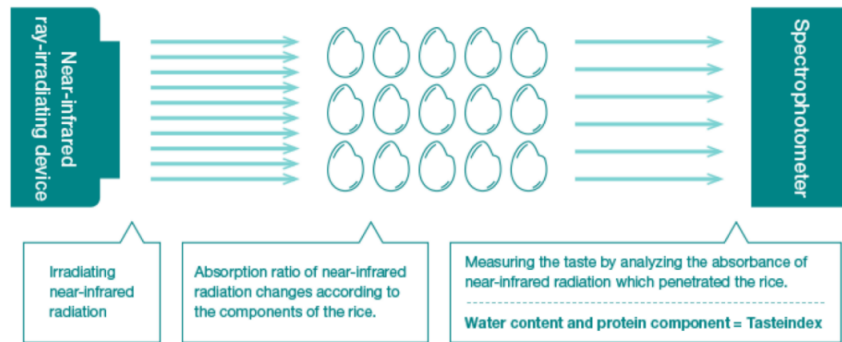 Near-infrared
ray-irradiating device
Spectrophotometer
Irradiating
near-infrared
radiation
Absorption ratio of near-infrared
radiation changes according to
the components of the rice.
Measuring the taste by analyzing the absorbance of
near-infrared radiation which penetrated the rice.
Water content and protein component = Tasteindex